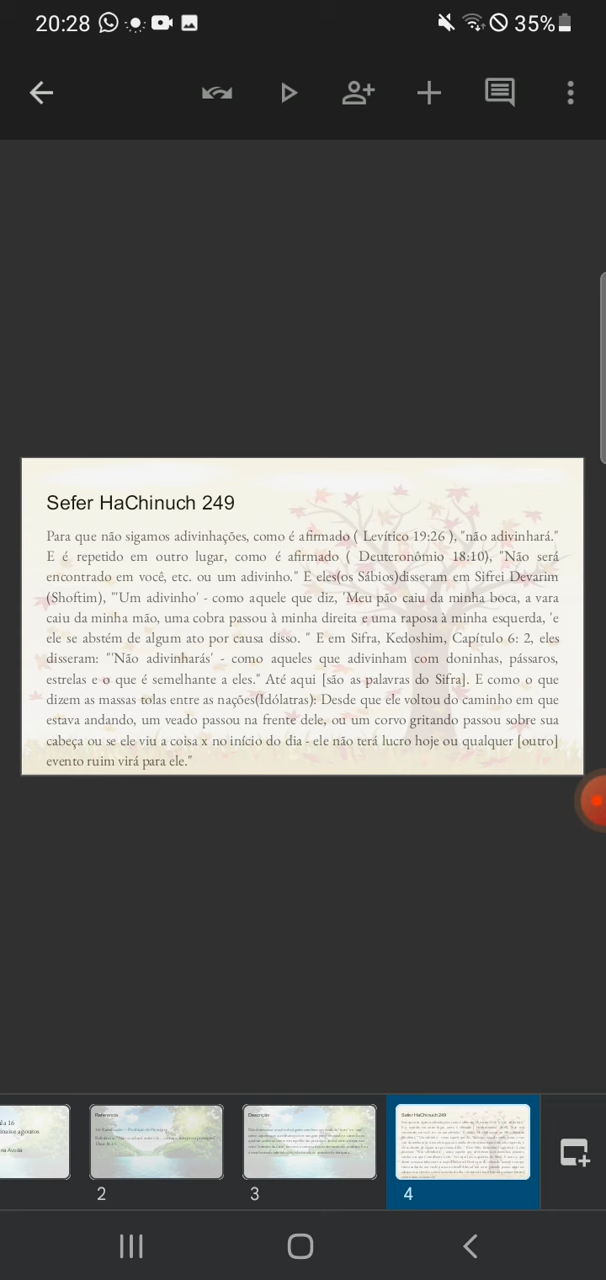 20:28
35%
Sefer HaChinuch 249
Para que não sigamos adivinhações, como é afirmado ( Levítico 19:26 ), "não adivinhará."
E é repetido em outro lugar, como é afirmado ( Deuteronômio 18:10), "Não será
encontrado em você, etc. ou um adivinho." E eles(os Sábios)disseram em Sifrei Devarim
(Shoftim), "'Um adivinho' - como aquele que diz, 'Meu pão caiu da minha boca, a vara
caiu da minha mão, uma cobra passou à minha direita e uma raposa à minha esquerda, 'e
ele se abstém de algum ato por causa disso. " E em Sifra, Kedoshim, Capítulo 6: 2, eles
disseram: "'Não adivinharás' - como aqueles que adivinham com doninhas, pássaros,
estrelas e o que é semelhante a eles." Até aqui [são as palavras do Sifra]. E como o que
dizem as massas tolas entre as nações(Idólatras): Desde que ele voltou do caminho em que
estava andando, um veado passou na frente dele, ou um corvo gritando passou sobre sua
cabeça ou se ele viu a coisa x no início do dia - ele não terá lucro hoje ou qualquer [outro]
evento ruim virá para ele."
Referencia
Descrição
Sefer HaChinuch 249
2
3
4